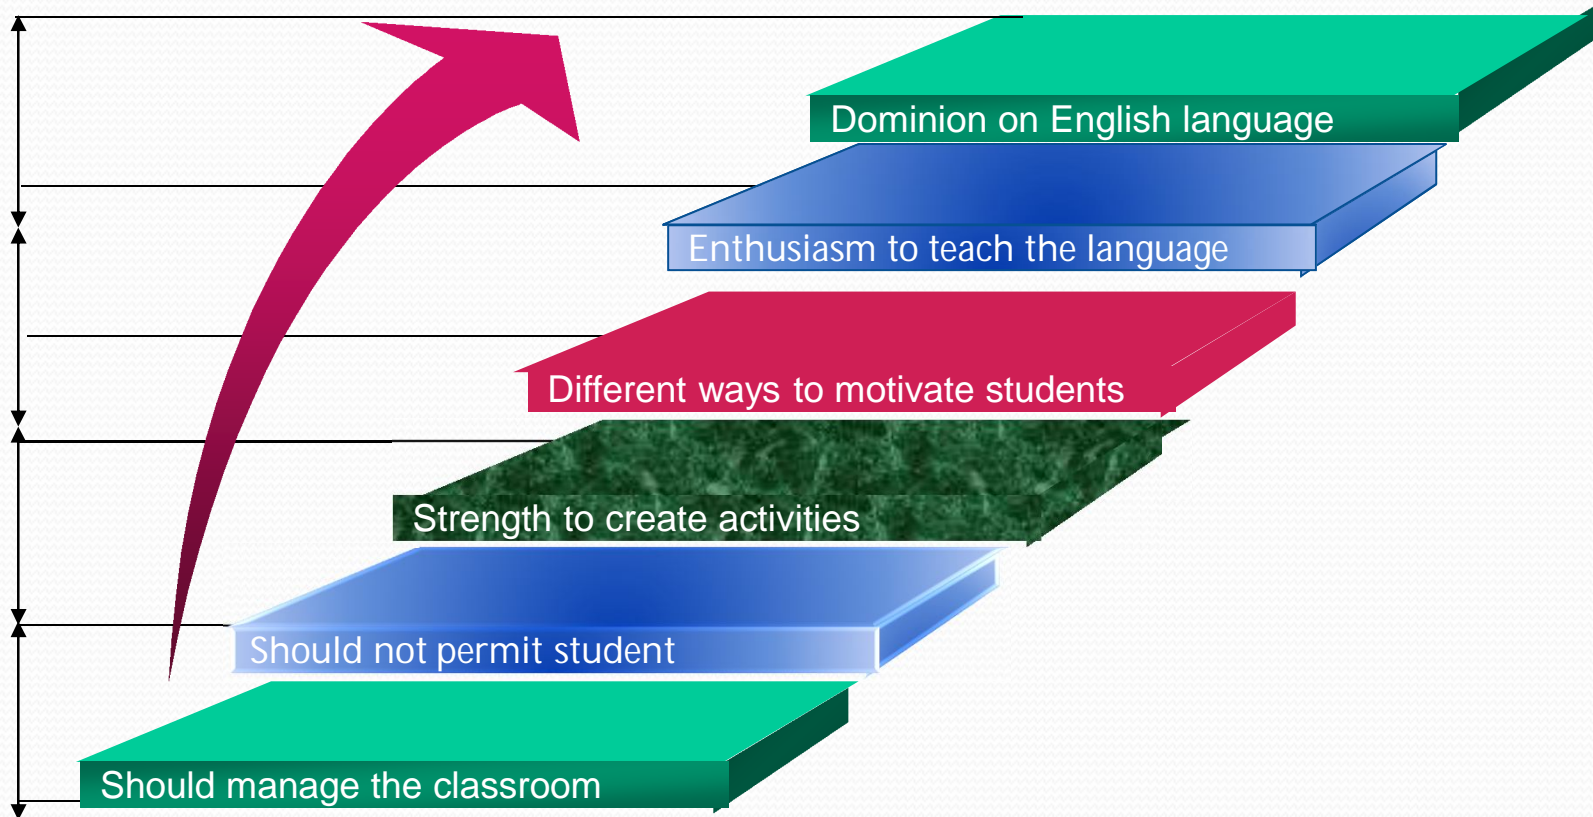 Dominion on English language
Enthusiasm to teach the language
Different ways to motivate students
Strength to create activities
Should not permit student
Should manage the classroom